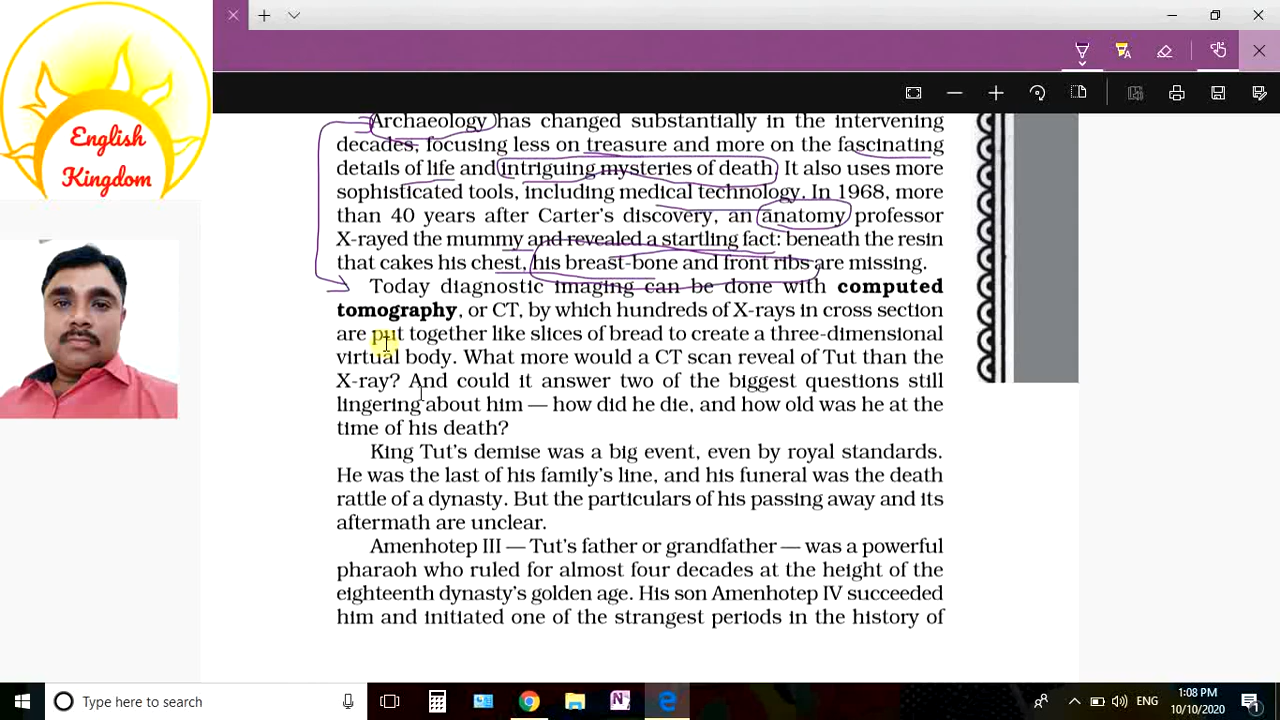 English
Kingdom
Archaeology has changed substantially in the intervening
decades, focusing less on treasure and more on the fascinating
details of life and intriguing mysteries of death. It also uses more
sophisticated tools, including medical technology. In 1968, more
than 40 years after Carter's discovery, an anatomy professor
X-rayed the mummy and revealed a startling fact: beneath the resin
that cakes his chest, his breast-bone and front ribs are missing.
Today diagnostic imaging can be done with computed
tomography, or CT, by which hundreds of X-rays in cross section
are put together like slices of bread to create a three-dimensional
virtual body. What more would a CT scan reveal of Tut than the
X-ray? And could it answer two of the biggest questions still
lingering about him — how did he die, and how old was he at the
time of his death?
King Tut's demise was a big event, even by royal standards.
He was the last of his family's line, and his funeral was the death
rattle of a dynasty. But the particulars of his passing away and its
aftermath are unclear.
Amenhotep III — Tut's father or grandfather — was a powerful
pharaoh who ruled for almost four decades at the height of the
eighteenth dynasty's golden age. His son Amenhotep IV succeeded
him and initiated one of the strangest periods in the history of
Type here to search
ENG
1:08 PM
10/10/2020